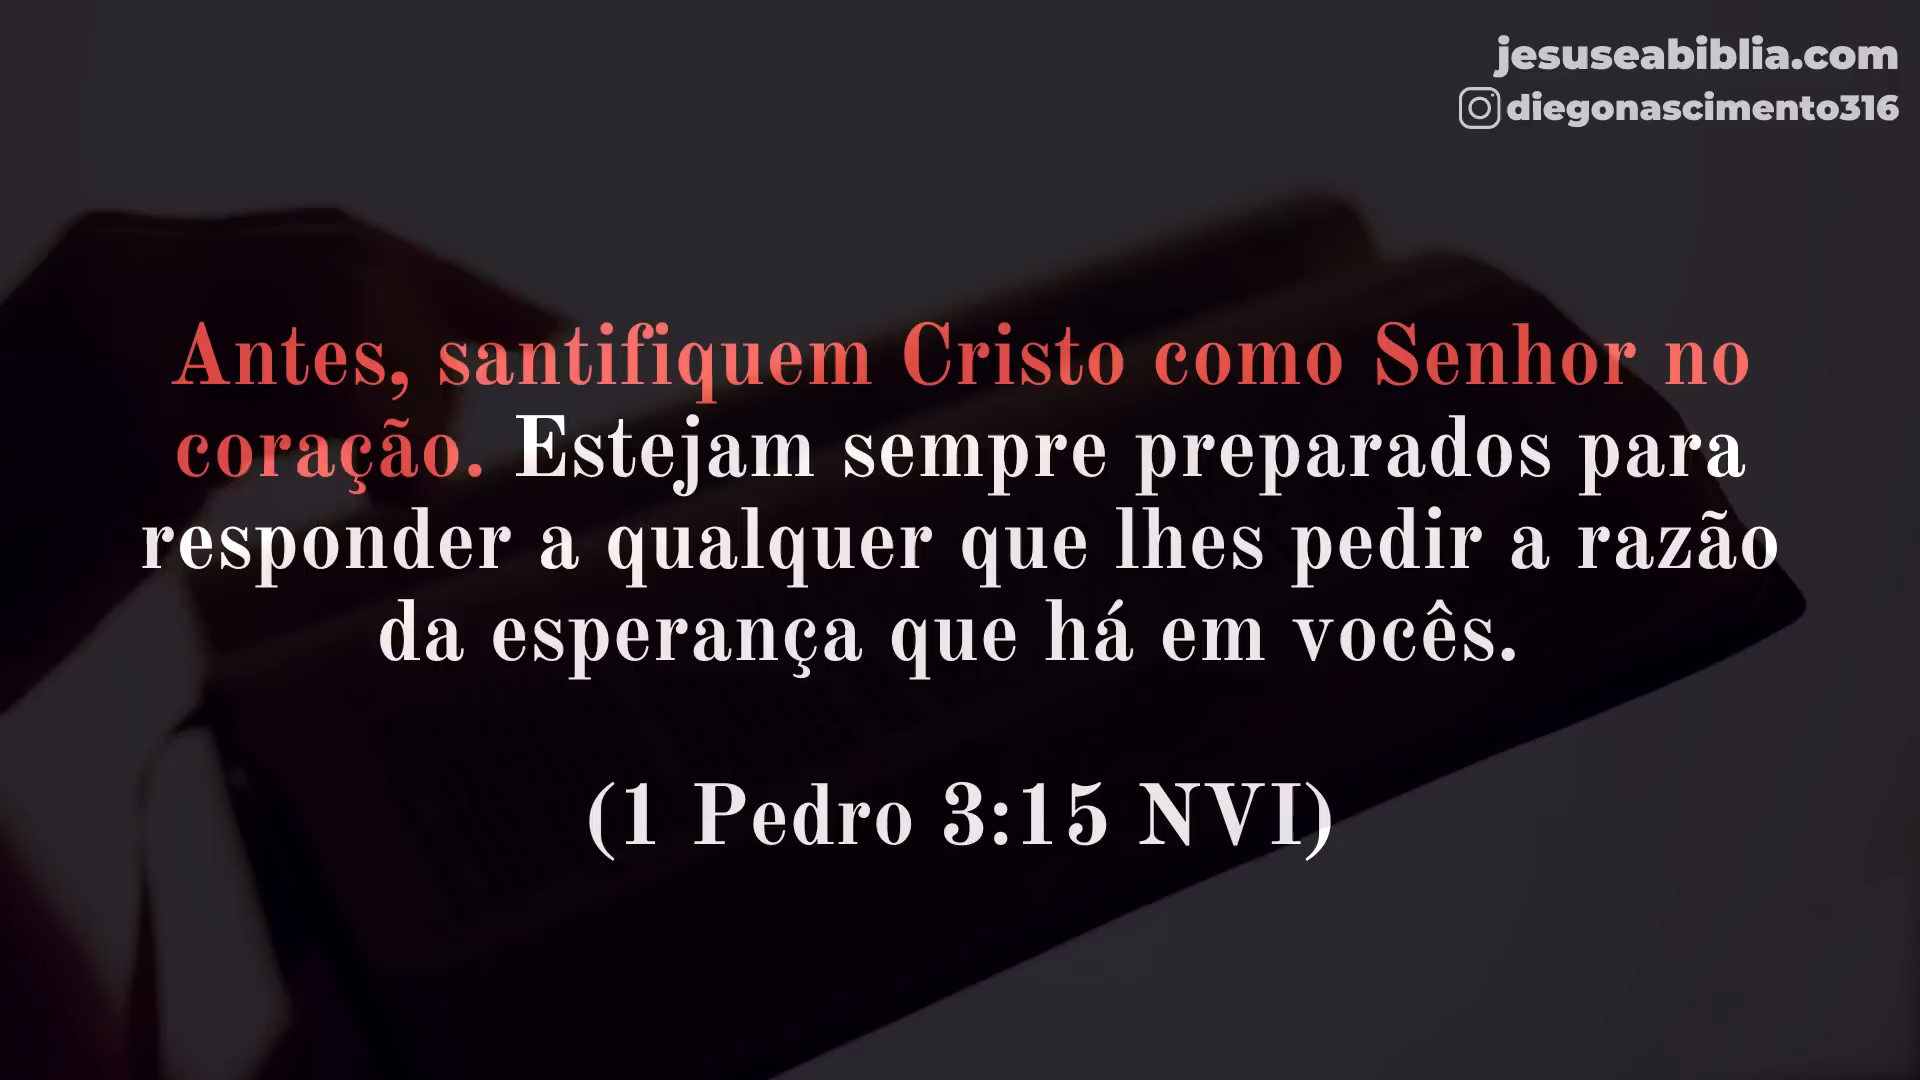 jesuseabiblia.com
diegonascimento316
Antes, santifiquem Cristo como Senhor no
coração. Estejam sempre preparados para
responder a qualquer que lhes pedir a razão
da esperança que há em vocês.
(1 Pedro 3:15 NVI)